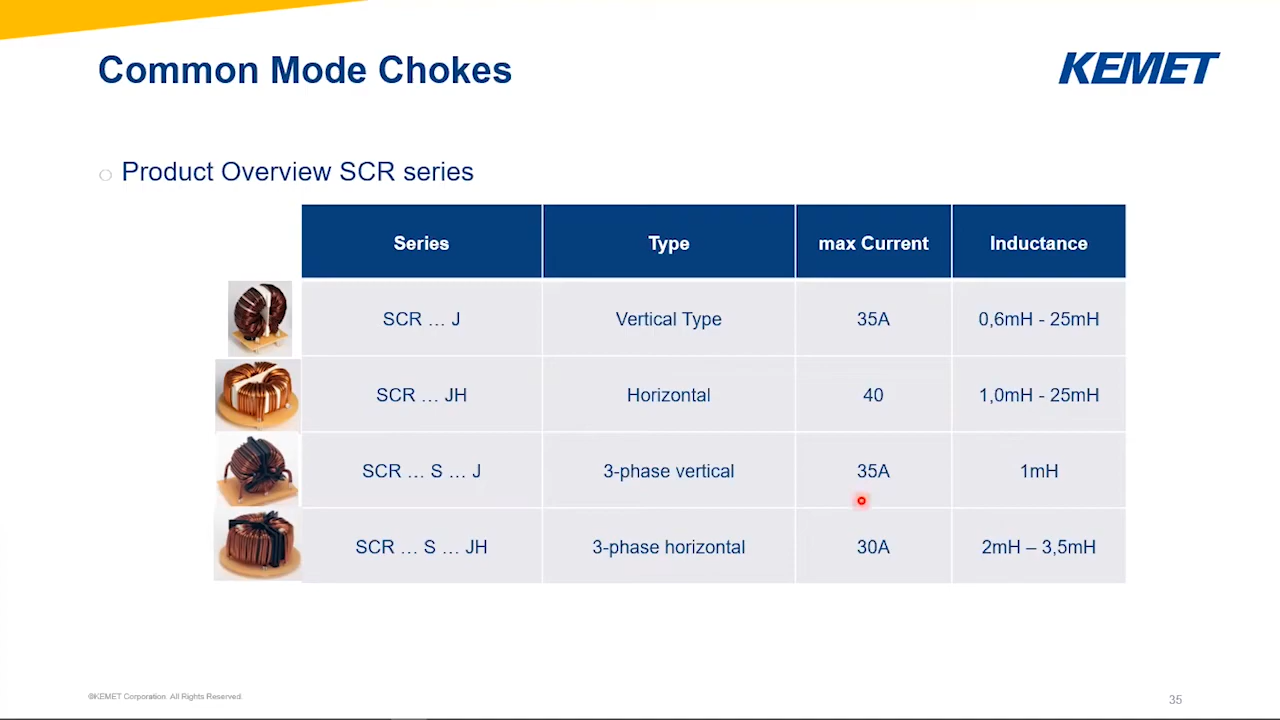 Common Mode Chokes
KEMET
Product Overview SCR series
Series Type max Current Inductance
SCR … J Vertical Type 35A 0,6mH - 25mH
SCR … JH Horizontal 40 1,0mH - 25mH
SCR … S … J 3-phase vertical 35A 1mH
SCR … S … JH 3-phase horizontal 30A 2mH – 3,5mH
©KEMET Corporation. All Rights Reserved.
35